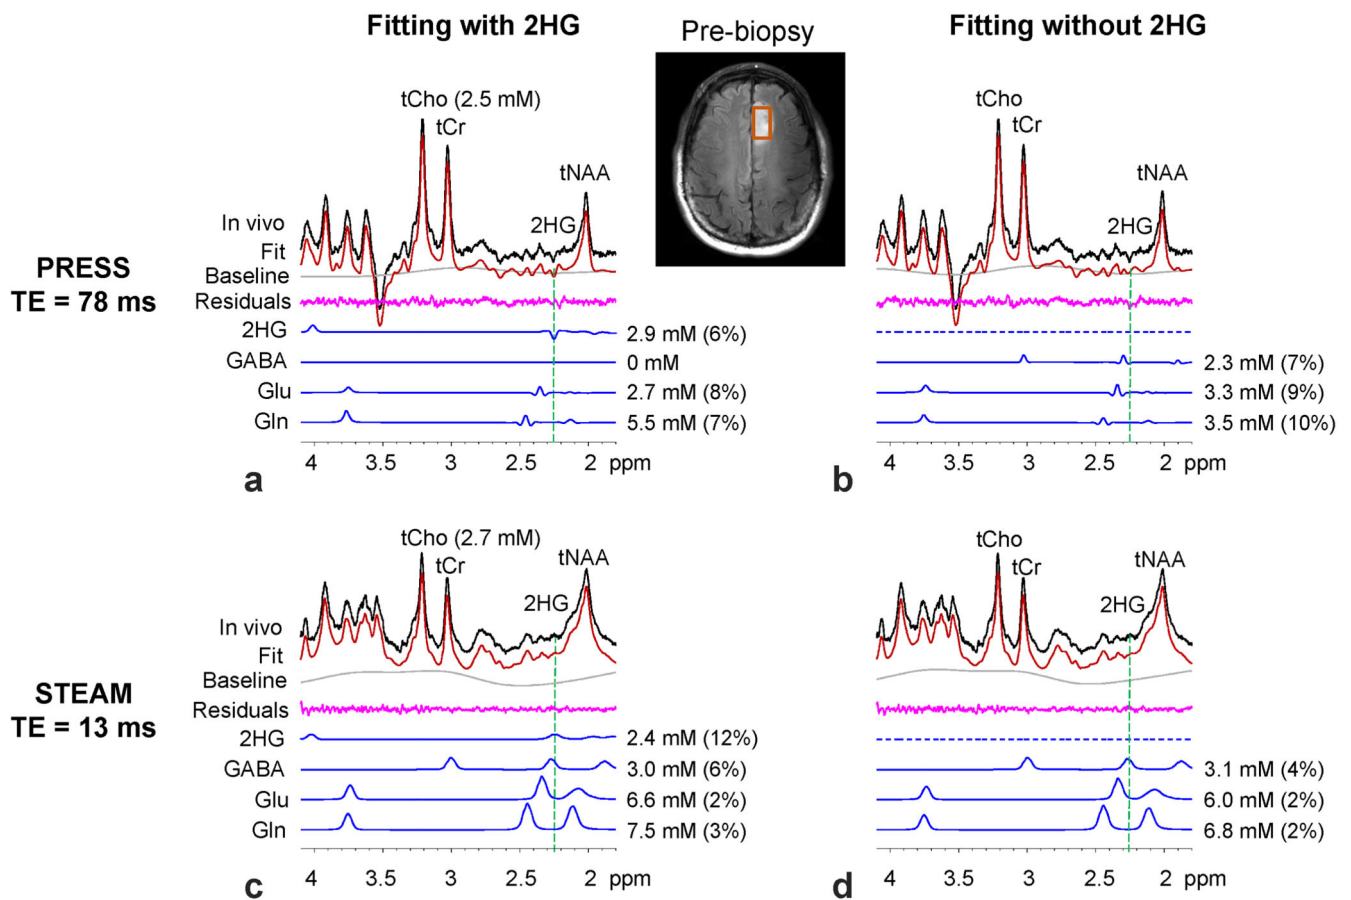 Fitting with 2HG
Pre-biopsy
Fitting without 2HG
PRESS
TE = 78 ms
tCho (2.5 mM)
tCr
tNAA
2HG
In vivo
Fit
Baseline
Residuals
2HG
2.9 mM (6%)
GABA
0 mM
Glu
2.7 mM (8%)
Gln
5.5 mM (7%)
4 3.5 3 2.5 2 ppm
a
tCho
tCr
tNAA
2HG
2.3 mM (7%)
3.3 mM (9%)
3.5 mM (10%)
4 3.5 3 2.5 2 ppm
b
STEAM
TE = 13 ms
tCho (2.7 mM)
tCr
tNAA
2HG
In vivo
Fit
Baseline
Residuals
2HG
2.4 mM (12%)
GABA
3.0 mM (6%)
Glu
6.6 mM (2%)
Gln
7.5 mM (3%)
4 3.5 3 2.5 2 ppm
c
tCho
tCr
tNAA
2HG
3.1 mM (4%)
6.0 mM (2%)
6.8 mM (2%)
4 3.5 3 2.5 2 ppm
d